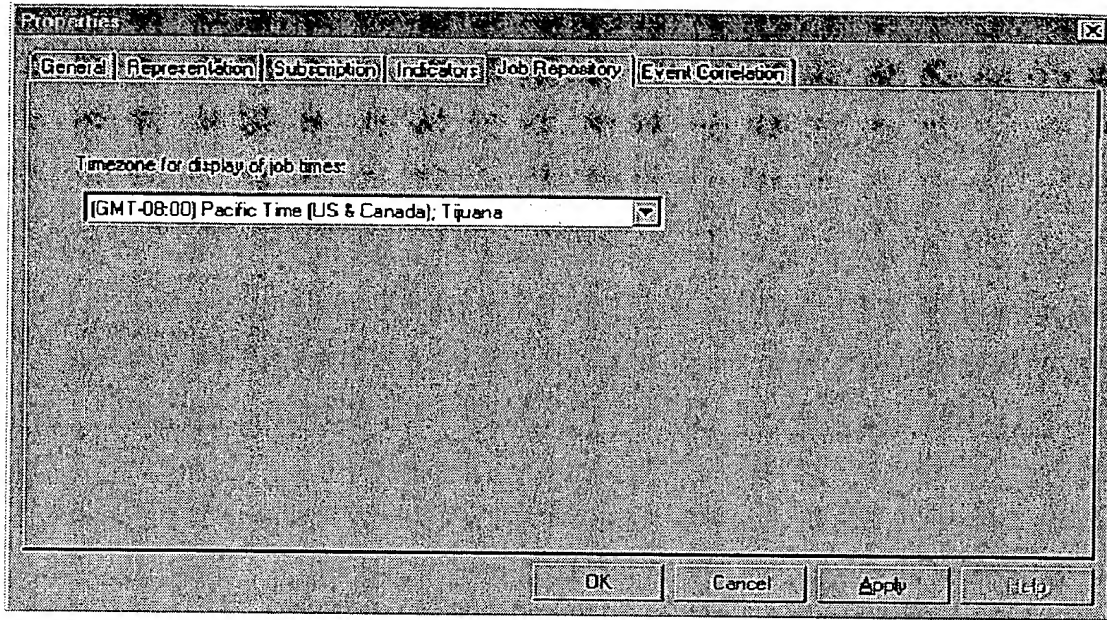 Properties
General Representation Subscription Indicators Job Repository Event Correlation
Timezone for display of job times:
(GMT-08:00) Pacific Time (US & Canada); Tijuana
OK Cancel Apply Help